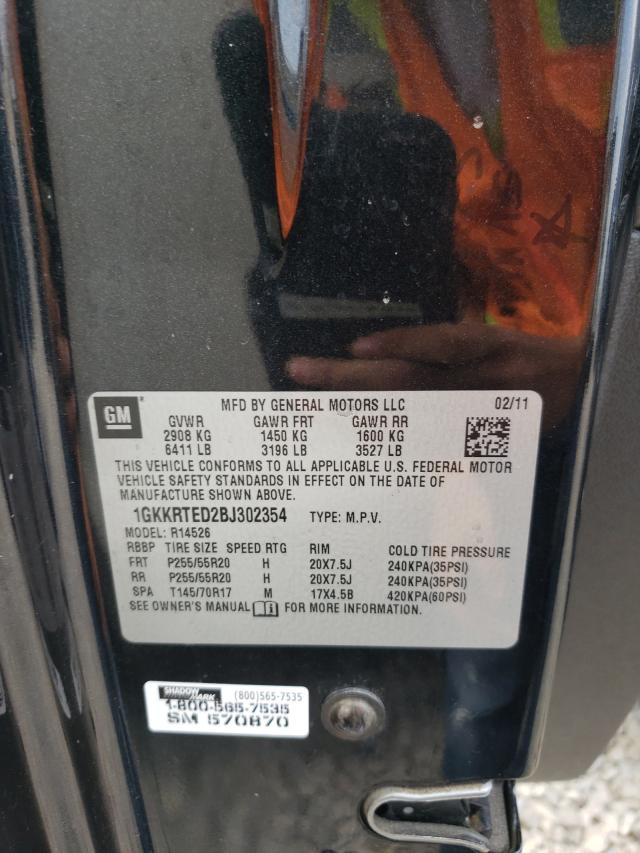 GM
MFD BY GENERAL MOTORS LLC 02/11
GVWR GAWR FRT GAWR RR
2908 KG 1450 KG 1600 KG
6411 LB 3196 LB 3527 LB
THIS VEHICLE CONFORMS TO ALL APPLICABLE U.S. FEDERAL MOTOR
VEHICLE SAFETY STANDARDS IN EFFECT ON THE DATE OF
MANUFACTURE SHOWN ABOVE.
1GKKRTED2BJ302354 TYPE: M.P.V.
MODEL: R14526
RBBP TIRE SIZE SPEED RTG RIM COLD TIRE PRESSURE
FRT P255/55R20 H 20X7.5J 240KPA(35PSI)
RR P255/55R20 H 20X7.5J 240KPA(35PSI)
SPA T145/70R17 M 17X4.5B 420KPA(60PSI)
SEE OWNER'S MANUAL FOR MORE INFORMATION.
SHADOW MARK (800)565-7535
1-800-565-7535
SM 570870